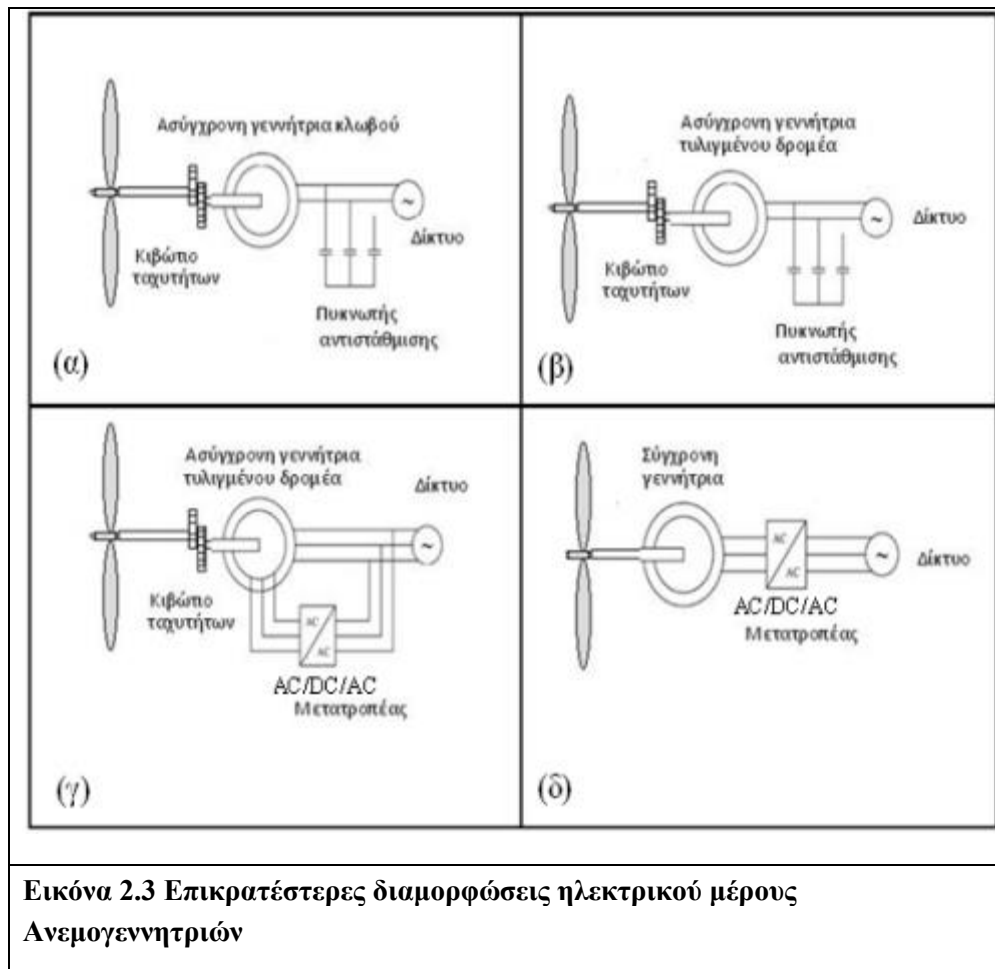 Ασύγχρονη γεννήτρια κλωβού
Κιβώτιο
ταχυτήτων
~
Δίκτυο
Πυκνωτής
αντιστάθμισης
(α)
Ασύγχρονη γεννήτρια
τυλιγμένου δρομέα
Κιβώτιο
ταχυτήτων
~
Δίκτυο
Πυκνωτής
αντιστάθμισης
(β)
Ασύγχρονη γεννήτρια
τυλιγμένου δρομέα
Δίκτυο
~
Κιβώτιο
ταχυτήτων
AC
AC
AC/DC/AC
Μετατροπέας
(γ)
Σύγχρονη
γεννήτρια
AC
AC
~
Δίκτυο
AC/DC/AC
Μετατροπέας
(δ)
Εικόνα 2.3 Επικρατέστερες διαμορφώσεις ηλεκτρικού μέρους
Ανεμογεννητριών